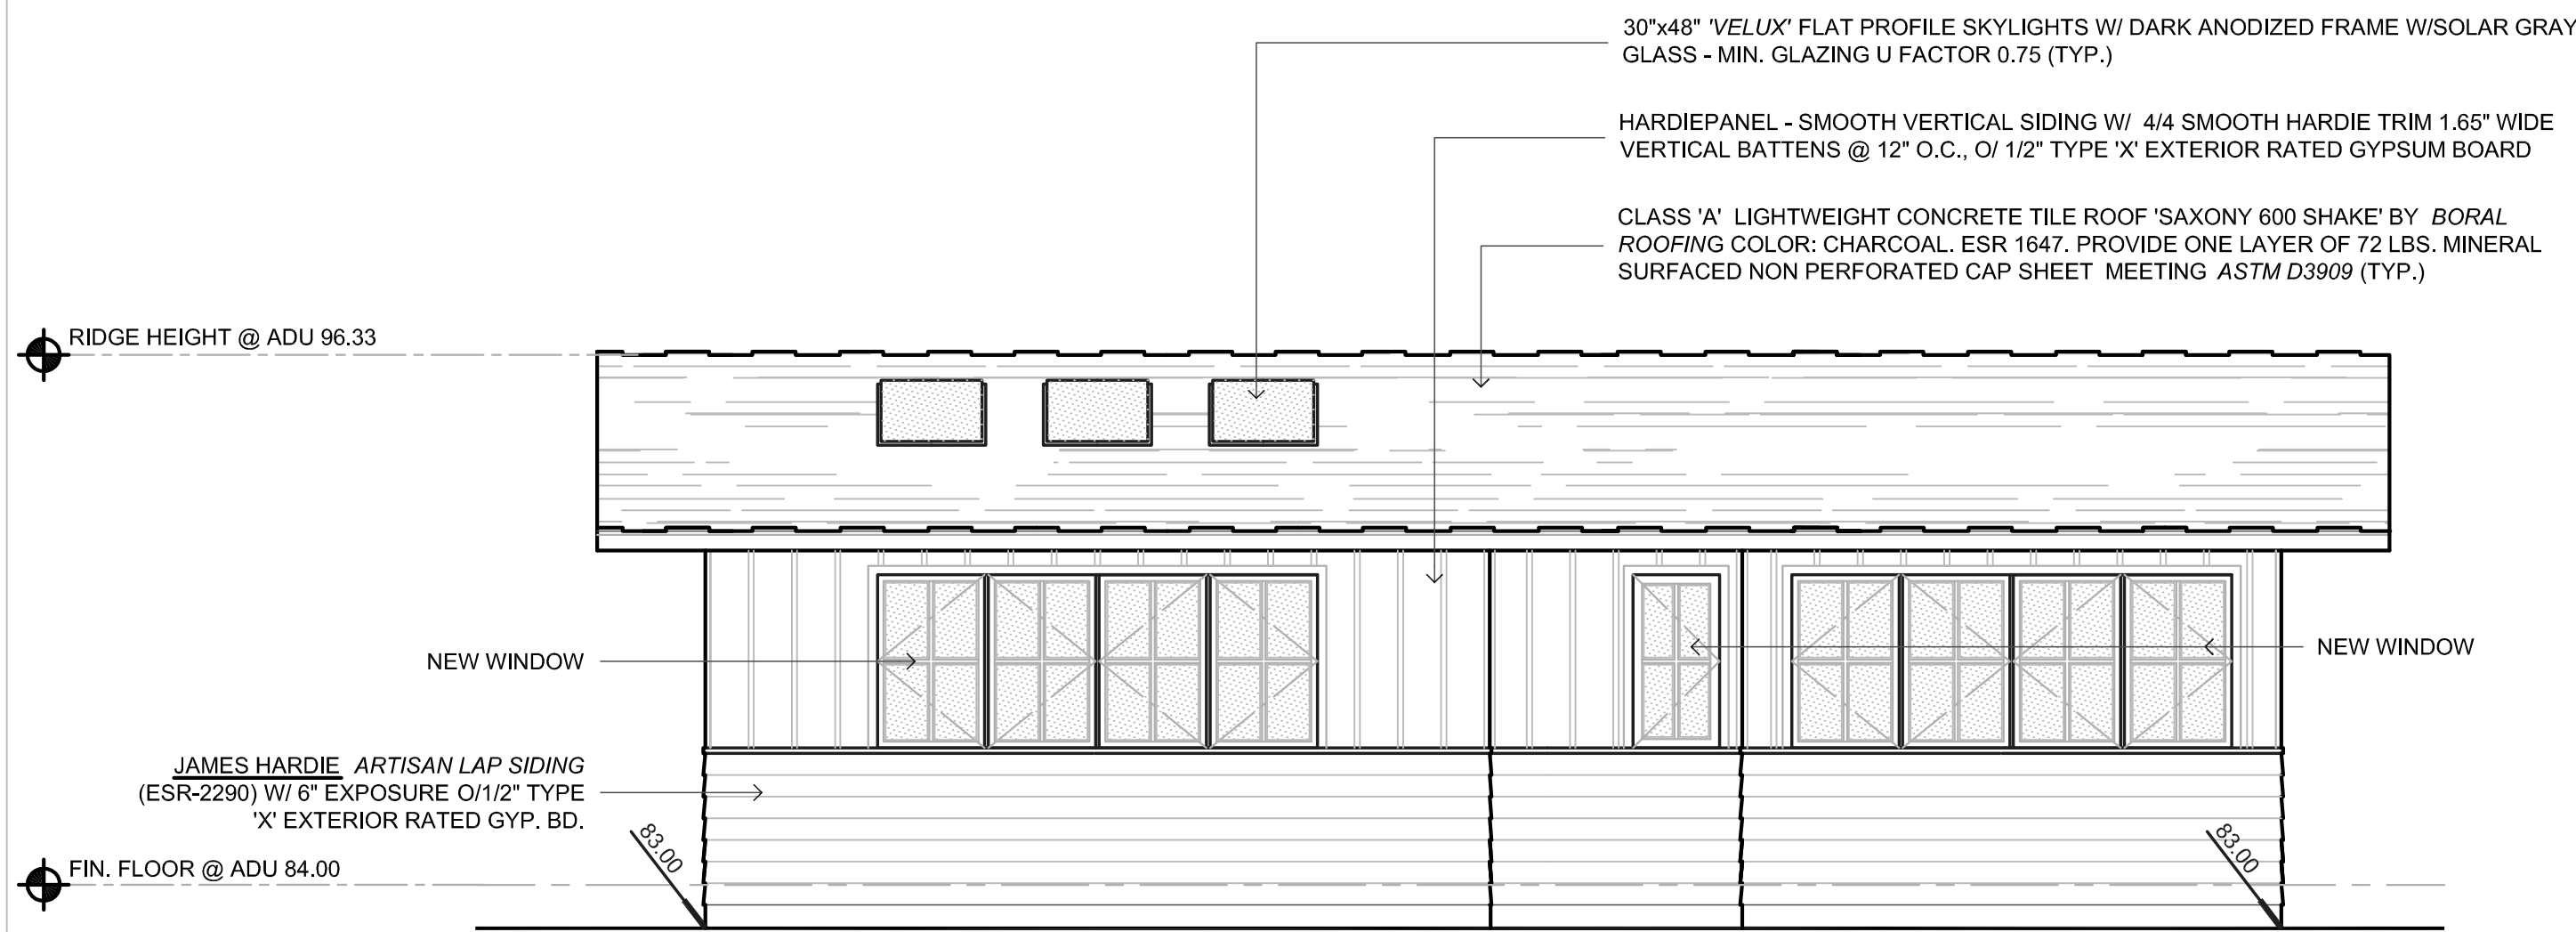 30"x48" 'VELUX' FLAT PROFILE SKYLIGHTS W/ DARK ANODIZED FRAME W/SOLAR GRAY
GLASS - MIN. GLAZING U FACTOR 0.75 (TYP.)
HARDIEPANEL - SMOOTH VERTICAL SIDING W/ 4/4 SMOOTH HARDIE TRIM 1.65" WIDE
VERTICAL BATTENS @ 12" O.C., O/ 1/2" TYPE 'X' EXTERIOR RATED GYPSUM BOARD
CLASS 'A' LIGHTWEIGHT CONCRETE TILE ROOF 'SAXONY 600 SHAKE' BY BORAL
ROOFING COLOR: CHARCOAL. ESR 1647. PROVIDE ONE LAYER OF 72 LBS. MINERAL
SURFACED NON PERFORATED CAP SHEET MEETING ASTM D3909 (TYP.)
RIDGE HEIGHT @ ADU 96.33
NEW WINDOW
NEW WINDOW
JAMES HARDIE ARTISAN LAP SIDING
(ESR-2290) W/ 6" EXPOSURE O/1/2" TYPE
'X' EXTERIOR RATED GYP. BD.
83.00
83.00
FIN. FLOOR @ ADU 84.00